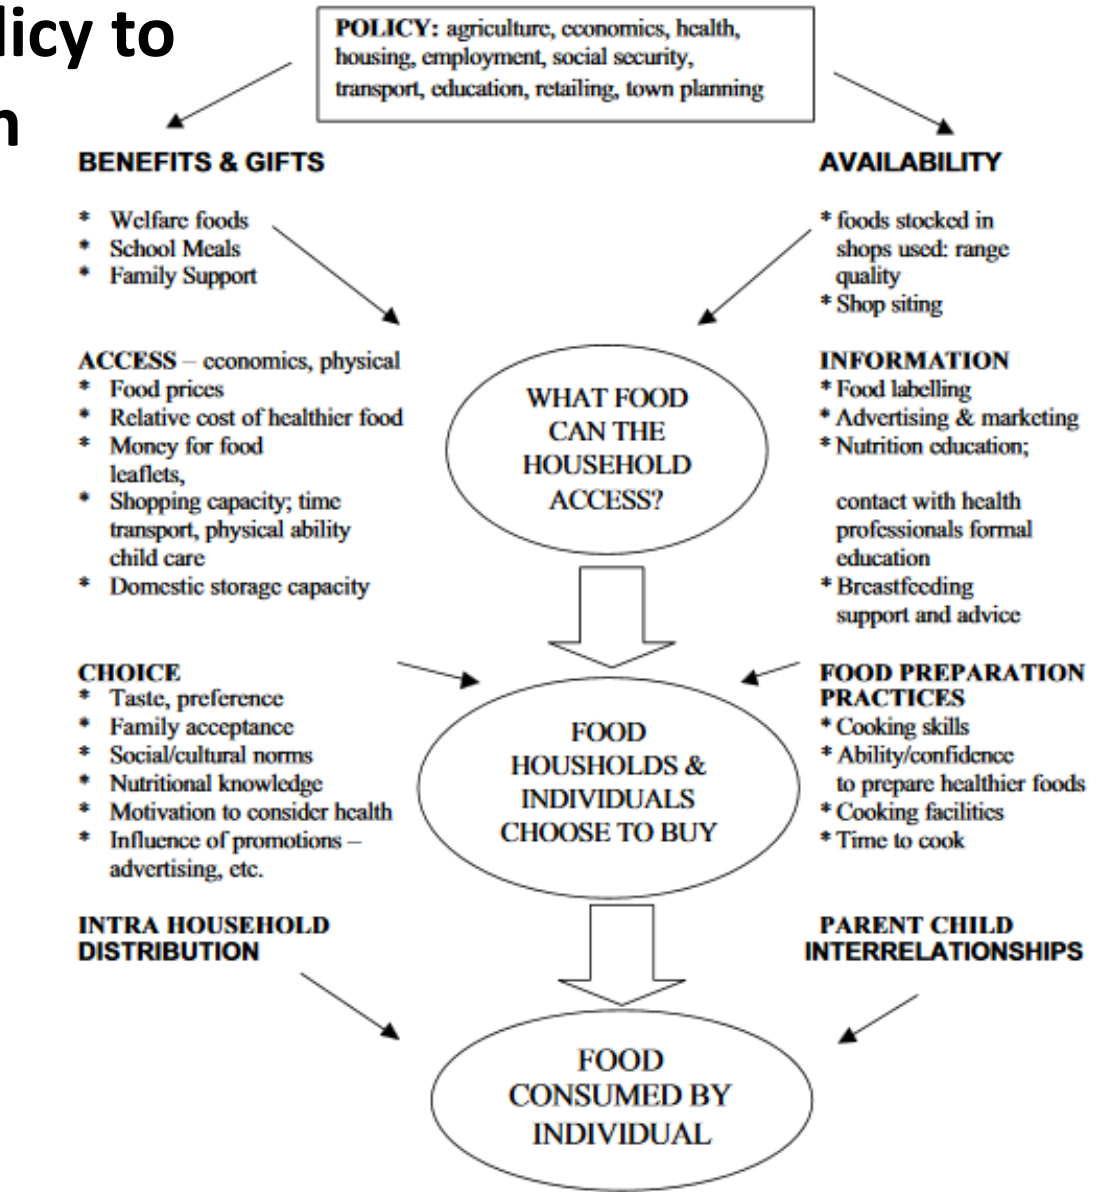 licy to
n
POLICY: agriculture, economics, health,
housing, employment, social security,
transport, education, retailing, town planning
BENEFITS & GIFTS
* Welfare foods
* School Meals
* Family Support
AVAILABILITY
* foods stocked in
shops used: range
quality
* Shop siting
ACCESS – economics, physical
* Food prices
* Relative cost of healthier food
* Money for food
leaflets,
* Shopping capacity; time
transport, physical ability
child care
* Domestic storage capacity
WHAT FOOD
CAN THE
HOUSEHOLD
ACCESS?
INFORMATION
* Food labelling
* Advertising & marketing
* Nutrition education;
contact with health
professionals formal
education
* Breastfeeding
support and advice
CHOICE
* Taste, preference
* Family acceptance
* Social/cultural norms
* Nutritional knowledge
* Motivation to consider health
* Influence of promotions –
advertising, etc.
FOOD
HOUSHOLDS &
INDIVIDUALS
CHOOSE TO BUY
FOOD PREPARATION
PRACTICES
* Cooking skills
* Ability/confidence
to prepare healthier foods
* Cooking facilities
* Time to cook
INTRA HOUSEHOLD
DISTRIBUTION
PARENT CHILD
INTERRELATIONSHIPS
FOOD
CONSUMED BY
INDIVIDUAL